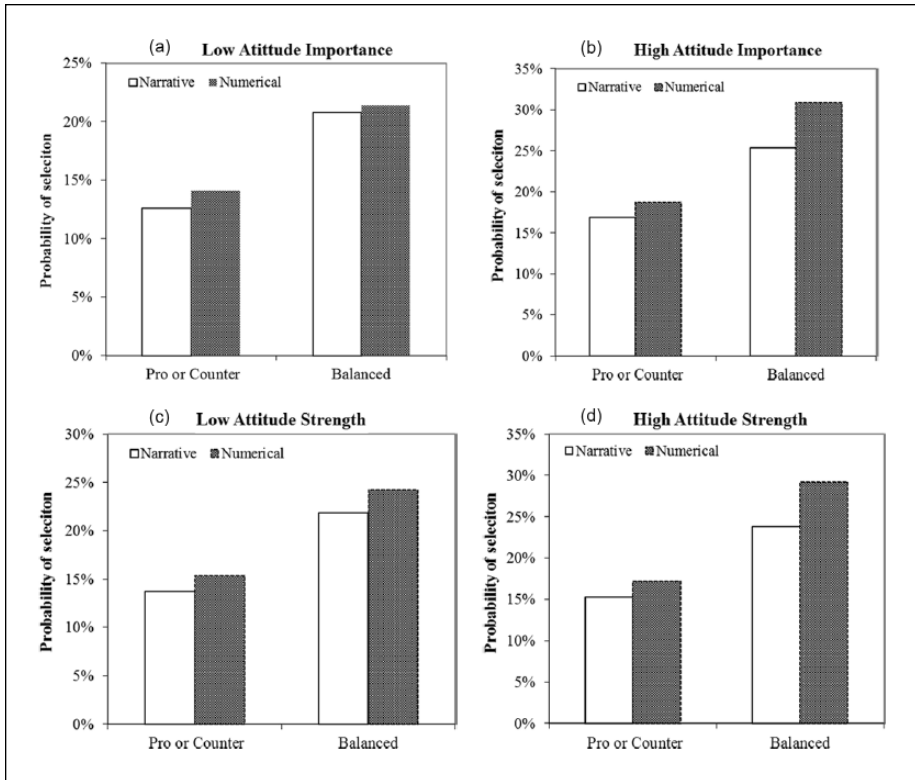 (a) Low Atittude Importance
25%
20%
15%
10%
5%
0%
Probability of seleciton
Narrative Numerical
Pro or Counter Balanced
(b) High Attitude Importance
35%
30%
25%
20%
15%
10%
5%
0%
Probability of seleciton
Narrative Numerical
Pro or Counter Balanced
(c) Low Attitude Strength
30%
25%
20%
15%
10%
5%
0%
Probability of seleciton
Narrative Numerical
Pro or Counter Balanced
(d) High Attitude Strength
35%
30%
25%
20%
15%
10%
5%
0%
Probability of seleciton
Narrative Numerical
Pro or Counter Balanced